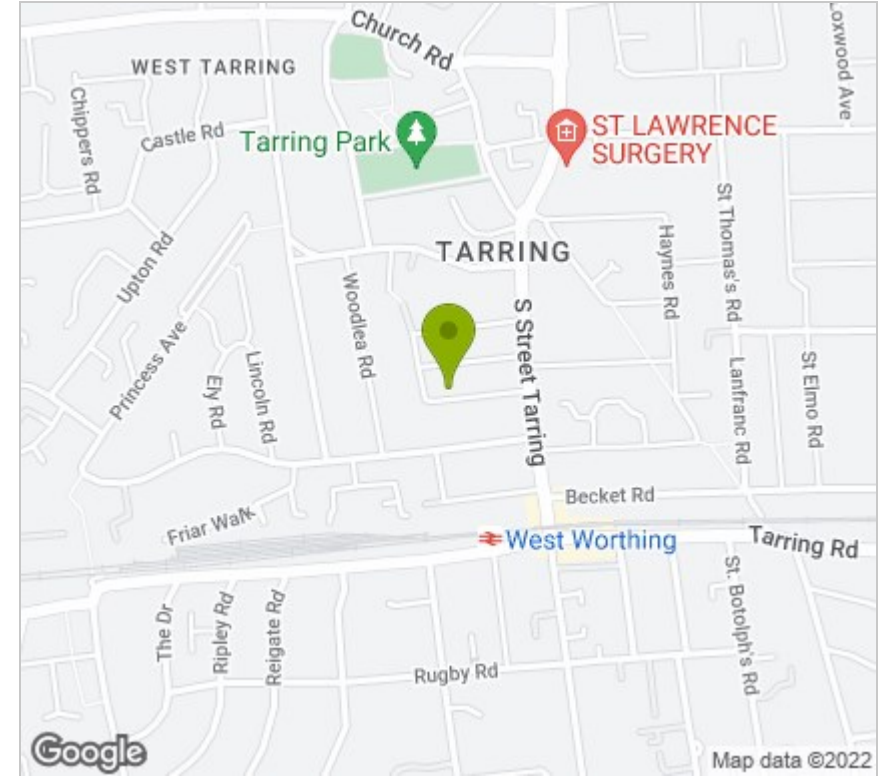 Church Rd
Loxwood Ave
WEST TARRING
Chippers Rd
Castle Rd
Tarring Park
ST LAWRENCE
SURGERY
St Thomas's Rd
Haynes Rd
TARRING
Upton Rd
Woodlea Rd
S Street Tarring
Princess Ave
Lincoln Rd
Ely Rd
Lanfranc Rd
St Elmo Rd
Becket Rd
Friar Walk
West Worthing
Tarring Rd
The Dr
Ripley Rd
Reigate Rd
St. Botolph's Rd
Rugby Rd
Google
Map data ©2022